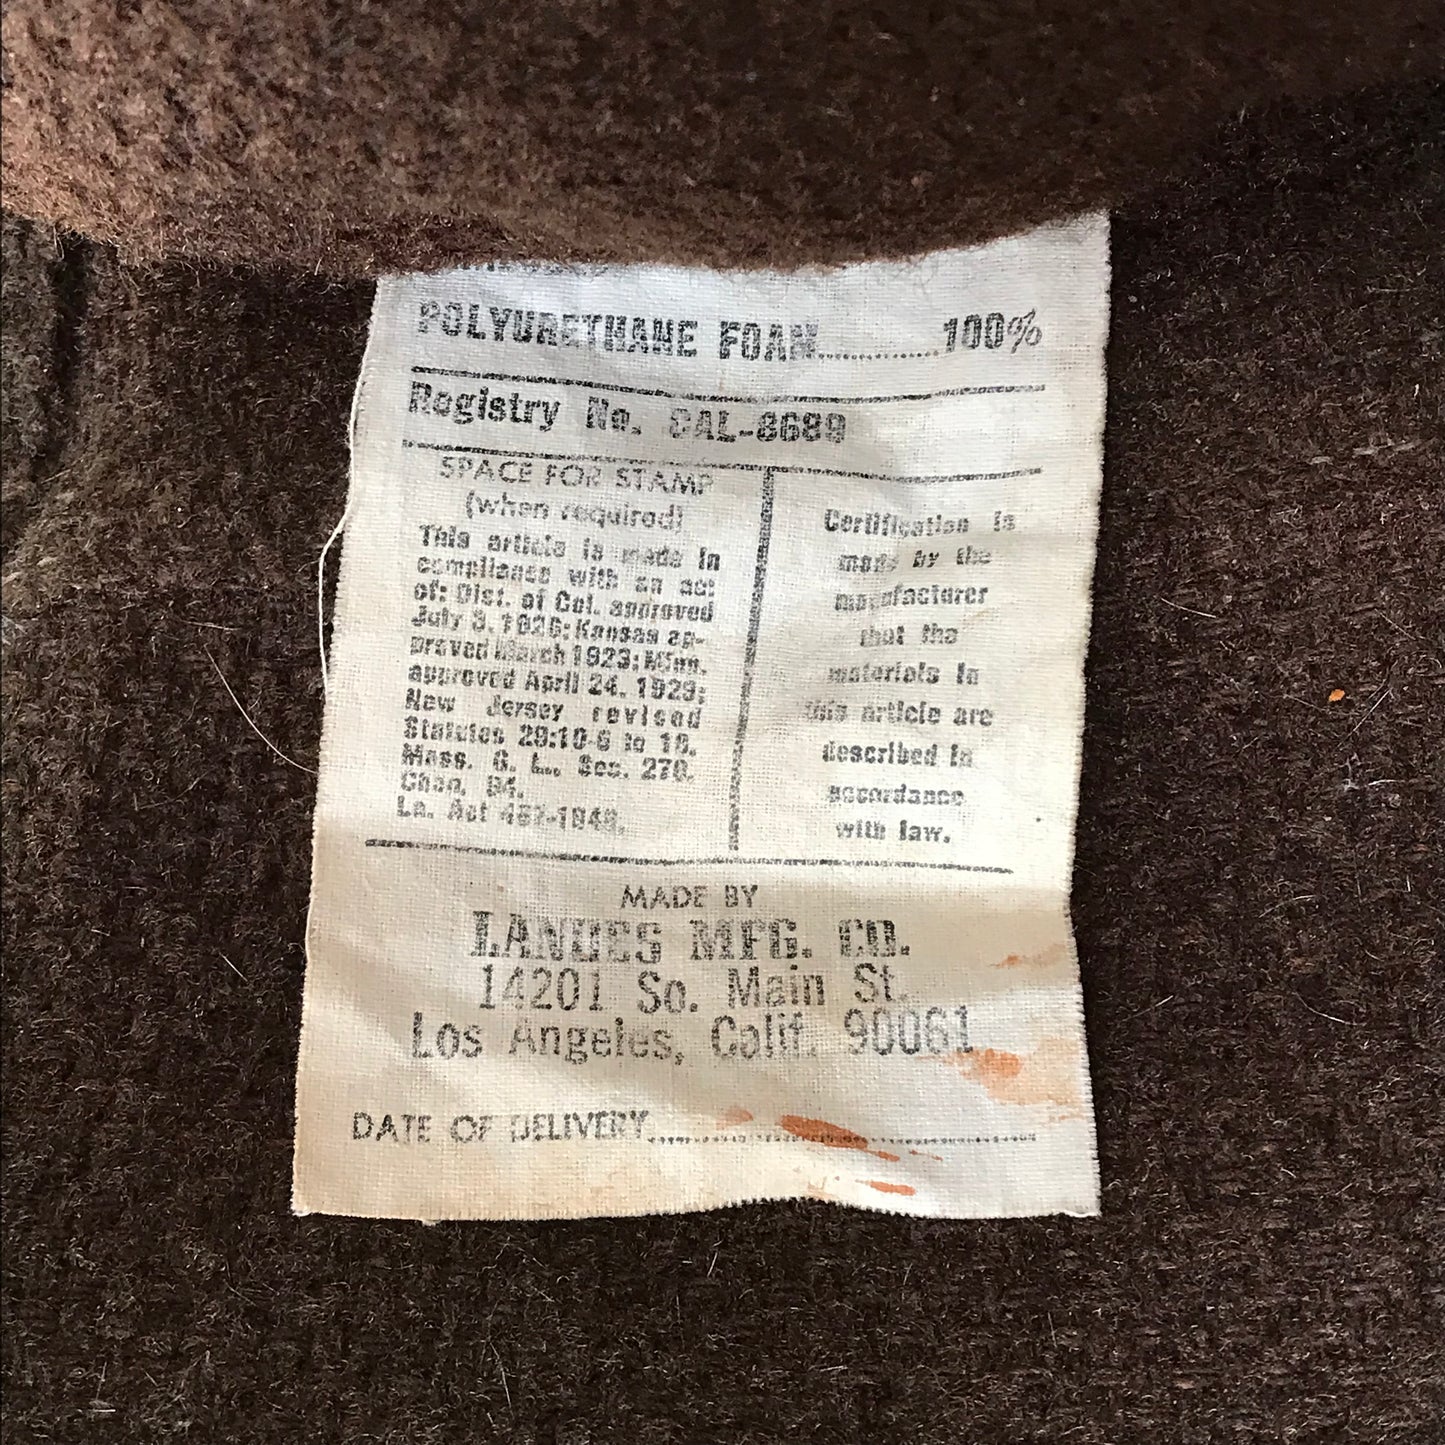 POLYURETHANE FOAM............100%
Registry No. CAL-8689
SPACE FOR STAMP
(when required)
This article is made in
compliance with an act
of: Dist. of Col. approved
July 3, 1926; Kansas ap-
proved March 1923; Minn.
approved April 24, 1929;
New Jersey revised
Statutes 26:10-6 to 18.
Mass. G. L., Sec. 270,
Chap. 94.
La. Act 467-1948.
Certification is
made by the
manufacturer
that the
materials in
this article are
described in
accordance
with law.
MADE BY
LANDES MFG. CO.
14201 So. Main St.
Los Angeles, Calif. 90061
DATE OF DELIVERY............